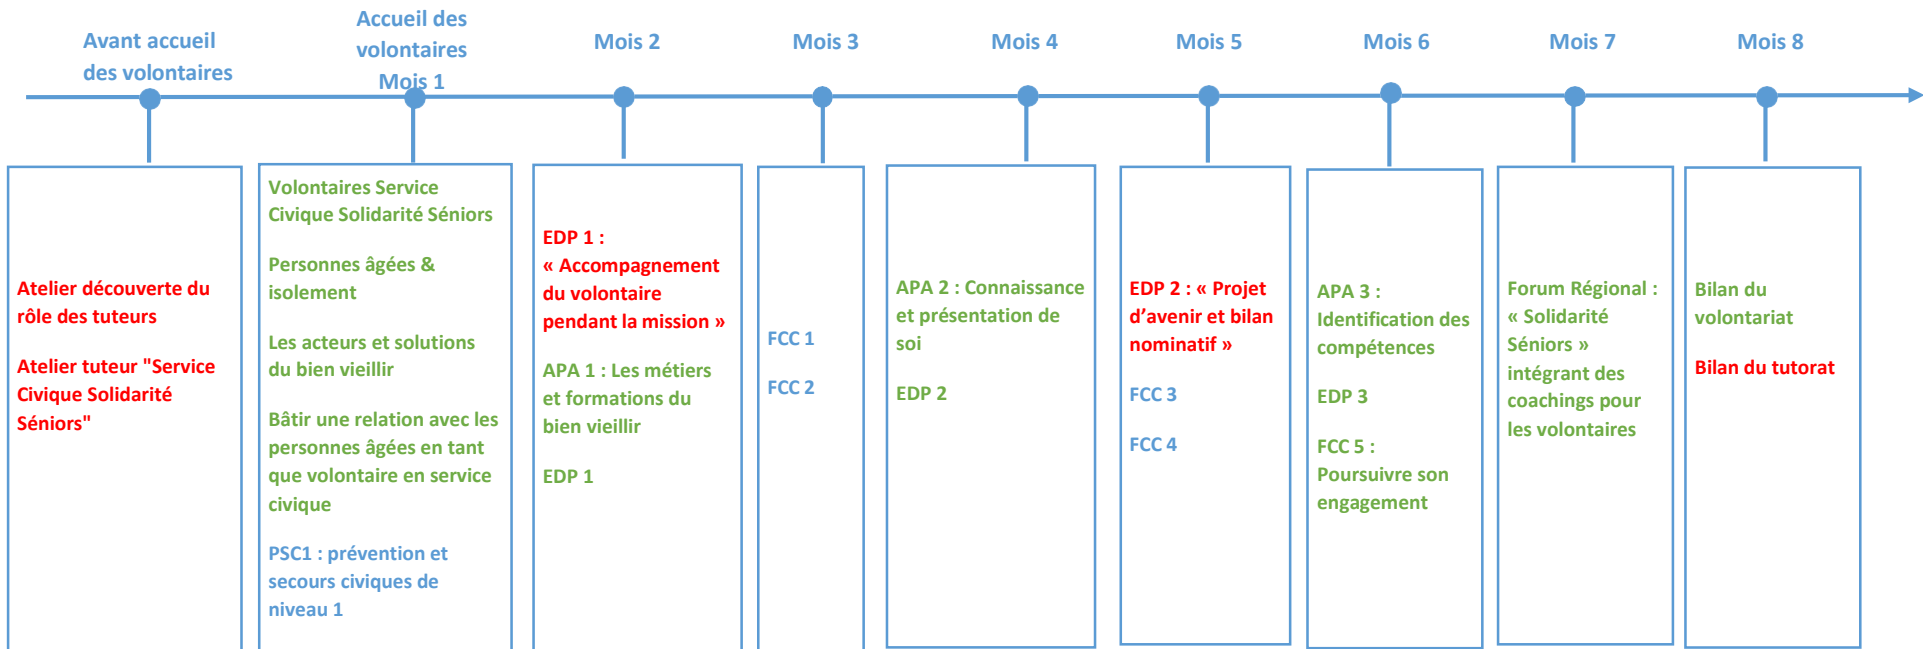 Avant accueil
des volontaires
Accueil des
volontaires
Mois 1
Mois 2
Mois 3
Mois 4
Mois 5
Mois 6
Mois 7
Mois 8
Atelier découverte du
rôle des tuteurs
Atelier tuteur "Service
Civique Solidarité
Séniors"
Volontaires Service
Civique Solidarité Séniors
Personnes âgées &
isolement
Les acteurs et solutions
du bien vieillir
Bâtir une relation avec les
personnes âgées en tant
que volontaire en service
civique
PSC1 : prévention et
secours civiques de
niveau 1
EDP 1 :
« Accompagnement
du volontaire
pendant la mission »
APA 1 : Les métiers
et formations du
bien vieillir
EDP 1
FCC 1
FCC 2
APA 2 : Connaissance
et présentation de
soi
EDP 2
EDP 2 : « Projet
d’avenir et bilan
nominatif »
FCC 3
FCC 4
APA 3 :
Identification des
compétences
EDP 3
FCC 5 :
Poursuivre son
engagement
Forum Régional :
« Solidarité
Séniors »
intégrant des
coachings pour
les volontaires
Bilan du
volontariat
Bilan du tutorat